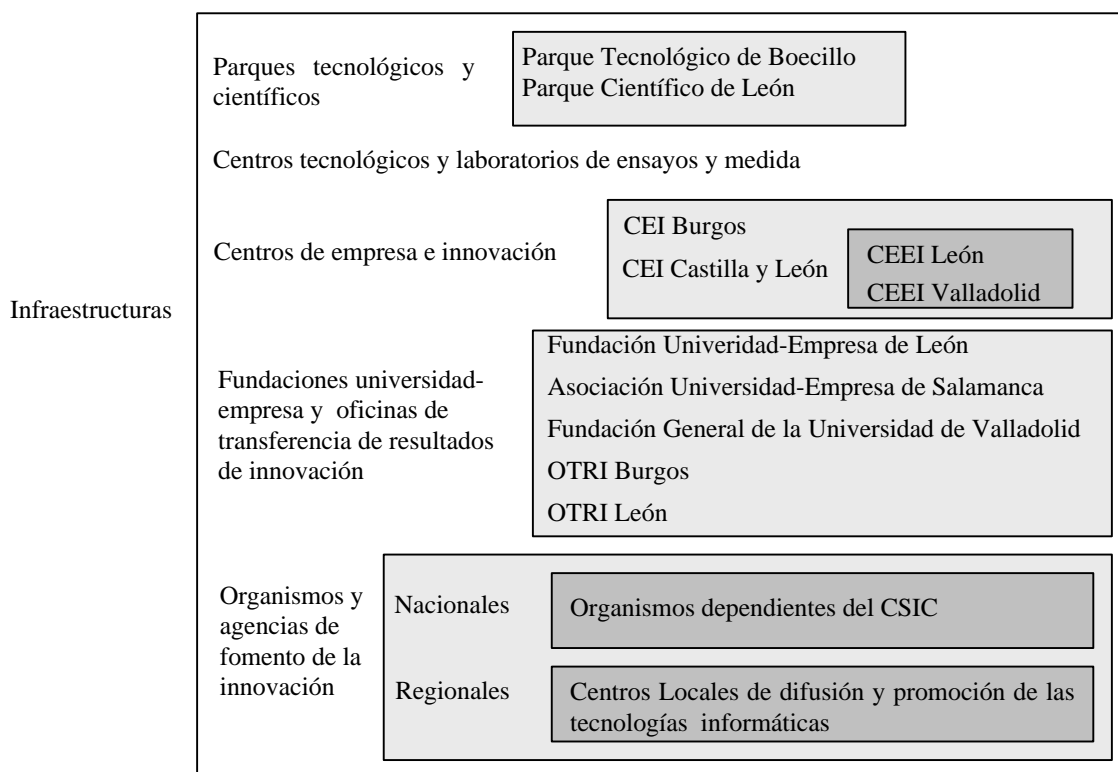 Parques tecnológicos y
científicos
Parque Tecnológico de Boecillo
Parque Científico de León
Centros tecnológicos y laboratorios de ensayos y medida
Centros de empresa e innovación
CEI Burgos
CEI Castilla y León
CEEI León
CEEI Valladolid
Infraestructuras
Fundaciones universidad-
empresa y oficinas de
transferencia de resultados
de innovación
Fundación Univeridad-Empresa de León
Asociación Universidad-Empresa de Salamanca
Fundación General de la Universidad de Valladolid
OTRI Burgos
OTRI León
Organismos y
agencias de
fomento de la
innovación
Nacionales
Organismos dependientes del CSIC
Regionales
Centros Locales de difusión y promoción de las
tecnologías informáticas